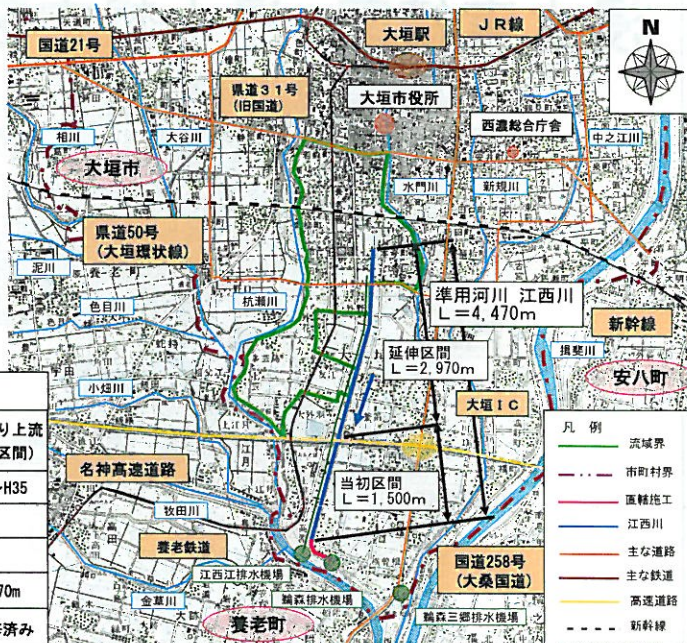 国道21号
大垣駅
JR線
N
県道31号
(旧国道)
大垣市役所
西濃総合庁舎
相川
大谷川
中之江川
大垣市
水門川
新規川
県道50号
(大垣環状線)
泥川
杭瀬川
準用河川 江西川
L=4,470m
新幹線
色目川
延伸区間
L=2,970m
揖斐川
安八町
小畑川
大垣IC
り上流
区間)
名神高速道路
当初区間
L=1,500m
~H35
牧田川
養老鉄道
江西江排水機場
国道258号
(大桑国道)
70m
金草川
輪森排水機場
輪森三郷排水機場
養老町
済み
凡 例
流域界
市町村界
直轄施工
江西川
主な道路
主な鉄道
高速道路
新幹線